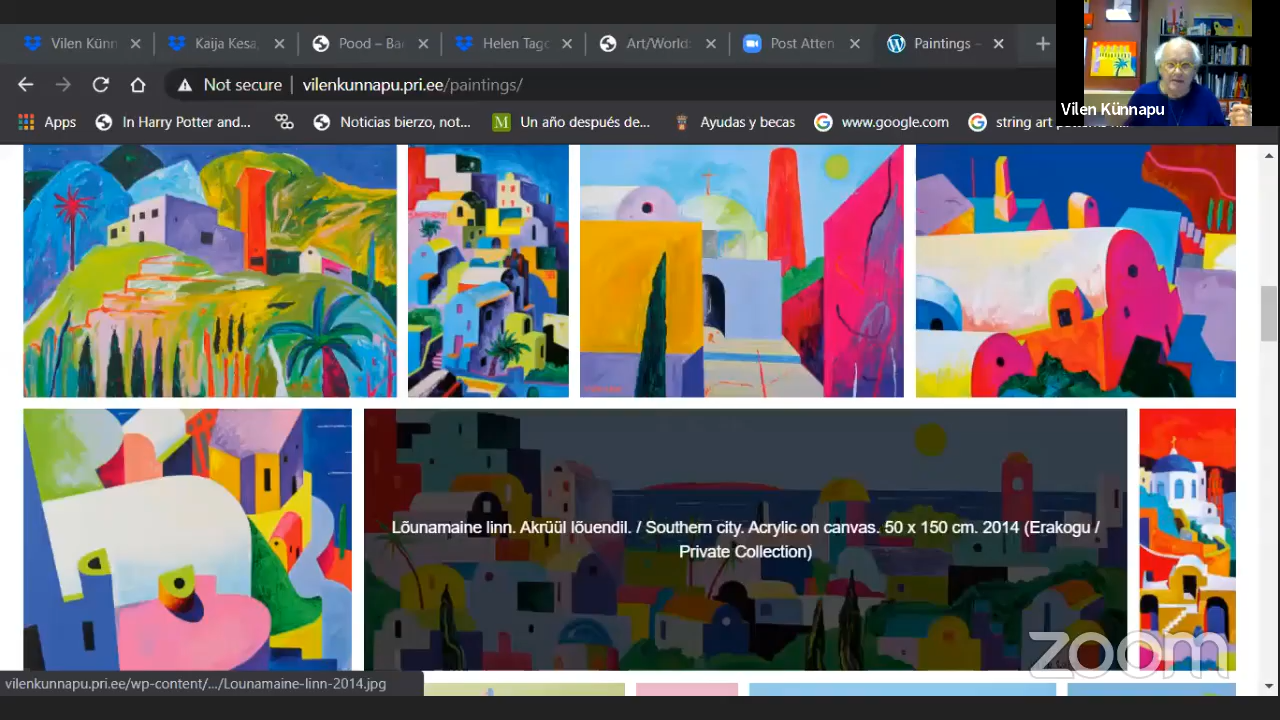 Vilen Künn
Kaija Kesa
Pood – Ba
Helen Tago
Art/World
Post Atten
Paintings –
Not secure
vilenkunnapu.pri.ee/paintings/
Vilen Künnapu
Apps
In Harry Potter and...
Noticias bierzo, not...
Un año después de...
Ayudas y becas
www.google.com
string art
Lõunamaine linn. Akrüül lõuendil. / Southern city. Acrylic on canvas. 50 x 150 cm. 2014 (Erakogu /
Private Collection)
zoom
vilenkunnapu.pri.ee/wp-content/.../Lounamaine-linn-2014.jpg